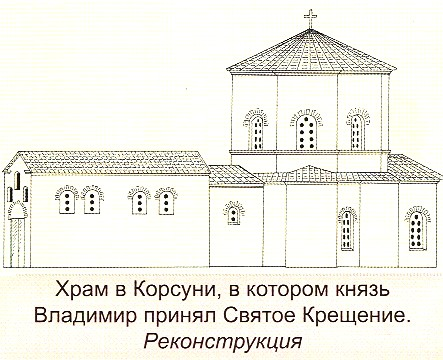 Храм в Корсуни, в котором князь
Владимир принял Святое Крещение.
Реконструкция